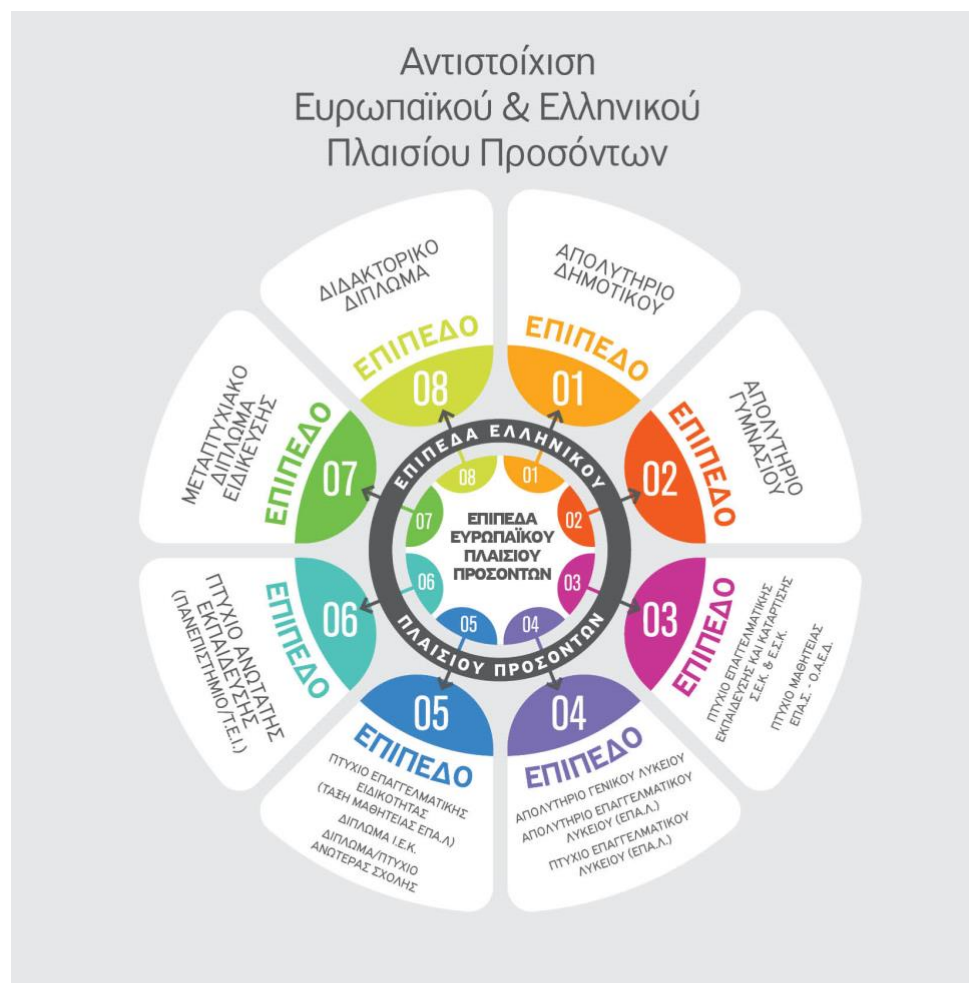 Αντιστοίχιση
Ευρωπαϊκού & Ελληνικού
Πλαισίου Προσόντων
ΑΠΟΛΥΤΗΡΙΟ
ΔΗΜΟΤΙΚΟΥ
ΕΠΙΠΕΔΟ
01
ΑΠΟΛΥΤΗΡΙΟ
ΓΥΜΝΑΣΙΟΥ
ΕΠΙΠΕΔΟ
02
ΕΠΙΠΕΔΟ
03
ΠΤΥΧΙΟ ΕΠΑΓΓΕΛΜΑΤΙΚΗΣ
ΕΚΠΑΙΔΕΥΣΗΣ ΚΑΙ ΚΑΤΑΡΤΙΣΗΣ
Σ.Ε.Κ. & Ε.Σ.Κ.
ΠΤΥΧΙΟ ΜΑΘΗΤΕΙΑΣ
ΕΠΑ.Σ. - Ο.Α.Ε.Δ.
04
ΕΠΙΠΕΔΟ
ΑΠΟΛΥΤΗΡΙΟ ΓΕΝΙΚΟΥ ΛΥΚΕΙΟΥ
ΑΠΟΛΥΤΗΡΙΟ ΕΠΑΓΓΕΛΜΑΤΙΚΟΥ
ΛΥΚΕΙΟΥ (ΕΠΑ.Λ.)
ΠΤΥΧΙΟ ΕΠΑΓΓΕΛΜΑΤΙΚΟΥ
ΛΥΚΕΙΟΥ (ΕΠΑ.Λ.)
05
ΕΠΙΠΕΔΟ
ΠΤΥΧΙΟ ΕΠΑΓΓΕΛΜΑΤΙΚΗΣ
ΕΙΔΙΚΟΤΗΤΑΣ
(ΤΑΞΗ ΜΑΘΗΤΕΙΑΣ ΕΠΑ.Λ)
ΔΙΠΛΩΜΑ Ι.Ε.Κ.
ΔΙΠΛΩΜΑ/ΠΤΥΧΙΟ
ΑΝΩΤΕΡΑΣ ΣΧΟΛΗΣ
06
ΕΠΙΠΕΔΟ
ΠΤΥΧΙΟ ΑΝΩΤΑΤΗΣ
ΕΚΠΑΙΔΕΥΣΗΣ
(ΠΑΝΕΠΙΣΤΗΜΙΟ/Τ.Ε.Ι.)
ΜΕΤΑΠΤΥΧΙΑΚΟ
ΔΙΠΛΩΜΑ
ΕΙΔΙΚΕΥΣΗΣ
ΕΠΙΠΕΔΟ
07
ΔΙΔΑΚΤΟΡΙΚΟ
ΔΙΠΛΩΜΑ
ΕΠΙΠΕΔΟ
08
ΕΠΙΠΕΔΑ ΕΛΛΗΝΙΚΟΥ
ΠΛΑΙΣΙΟΥ ΠΡΟΣΟΝΤΩΝ
01
02
03
04
05
06
07
08
ΕΠΙΠΕΔΑ
ΕΥΡΩΠΑΪΚΟΥ
ΠΛΑΙΣΙΟΥ
ΠΡΟΣΟΝΤΩΝ